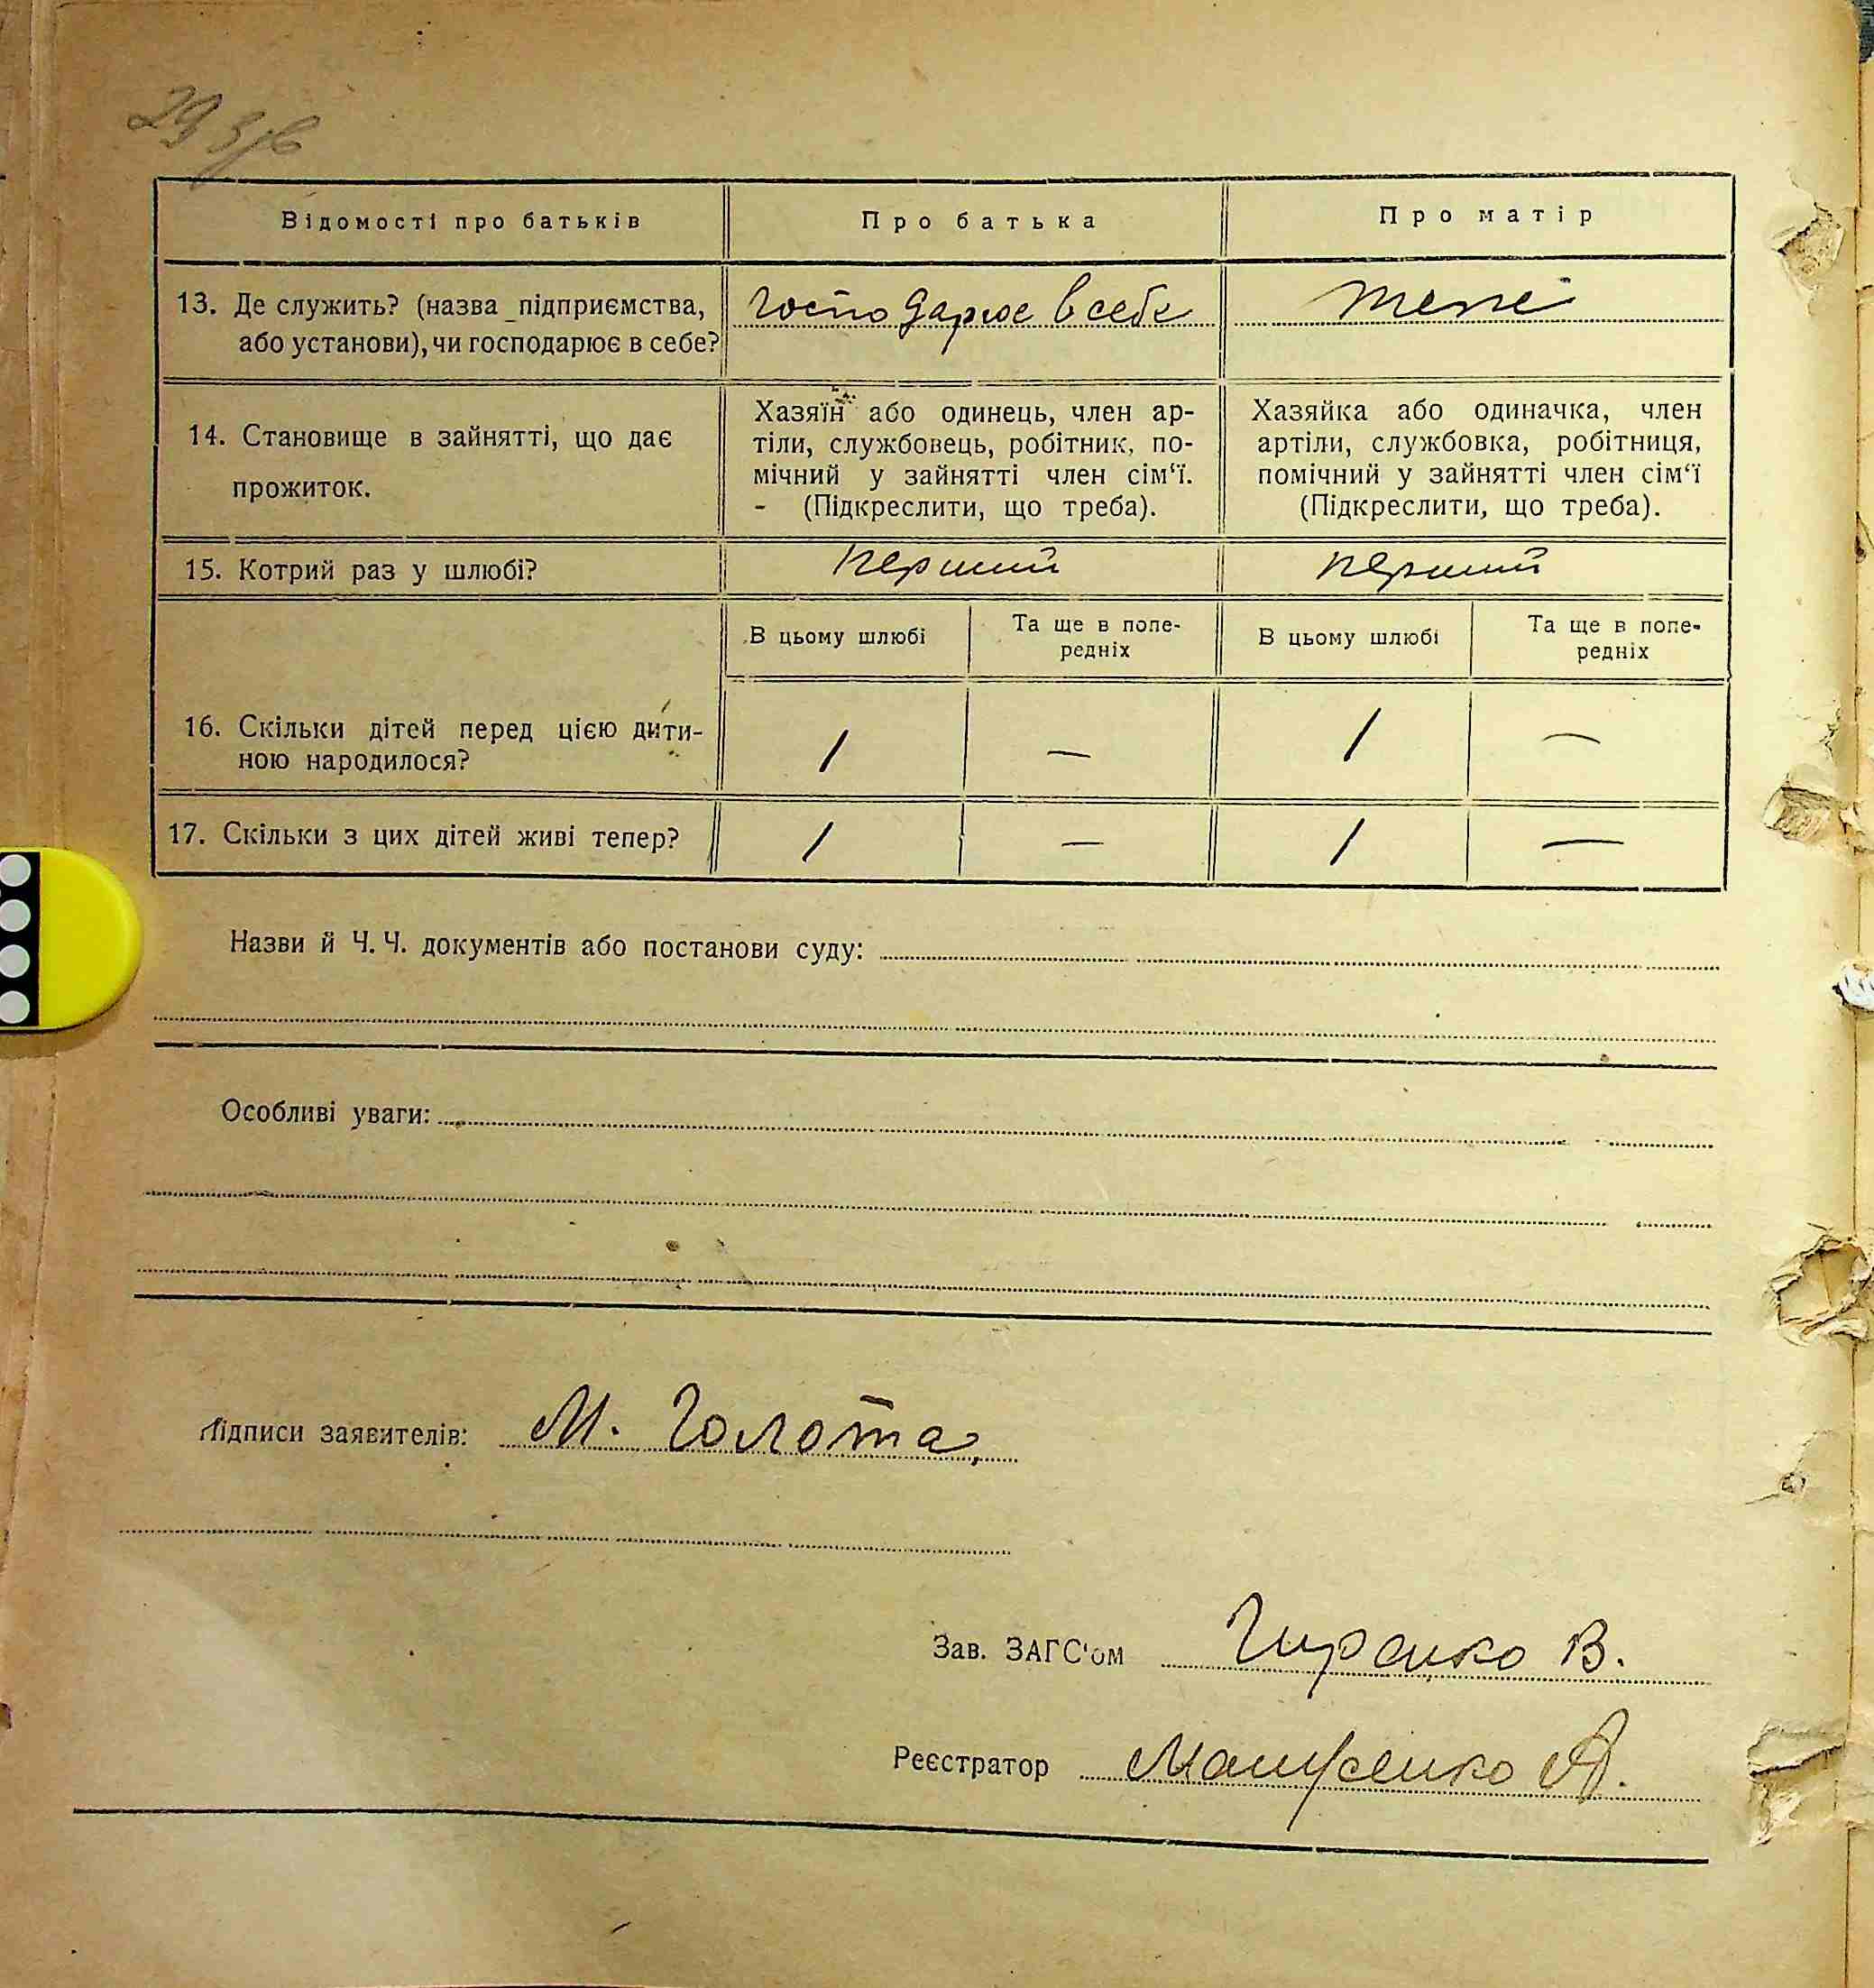 29 зв
Відомості про батьків
Про батька
Про матір
13. Де служить? (назва підприємства,
або установи), чи господарює в себе?
господарює в себе
теж
14. Становище в зайнятті, що дає
прожиток.
Хазяїн або одинець, член ар-
тіли, службовець, робітник, по-
мічний у зайнятті член сім‘ї.
- (Підкреслити, що треба).
Хазяйка або одиначка, член
артіли, службовка, робітниця,
помічний у зайнятті член сім‘ї
(Підкреслити, що треба).
15. Котрий раз у шлюбі?
перший
перший
В цьому шлюбі
Та ще в попе-
редніх
В цьому шлюбі
Та ще в попе-
редніх
16. Скільки дітей перед цією дити-
ною народилося?
1
—
1
—
17. Скільки з цих дітей живі тепер?
1
—
1
—
Назви й Ч.Ч. документів або постанови суду:
Особливі уваги:
Підписи заявителів: М. Голота
Зав. ЗАГС‘ом Гиренко В.
Реєстратор А.